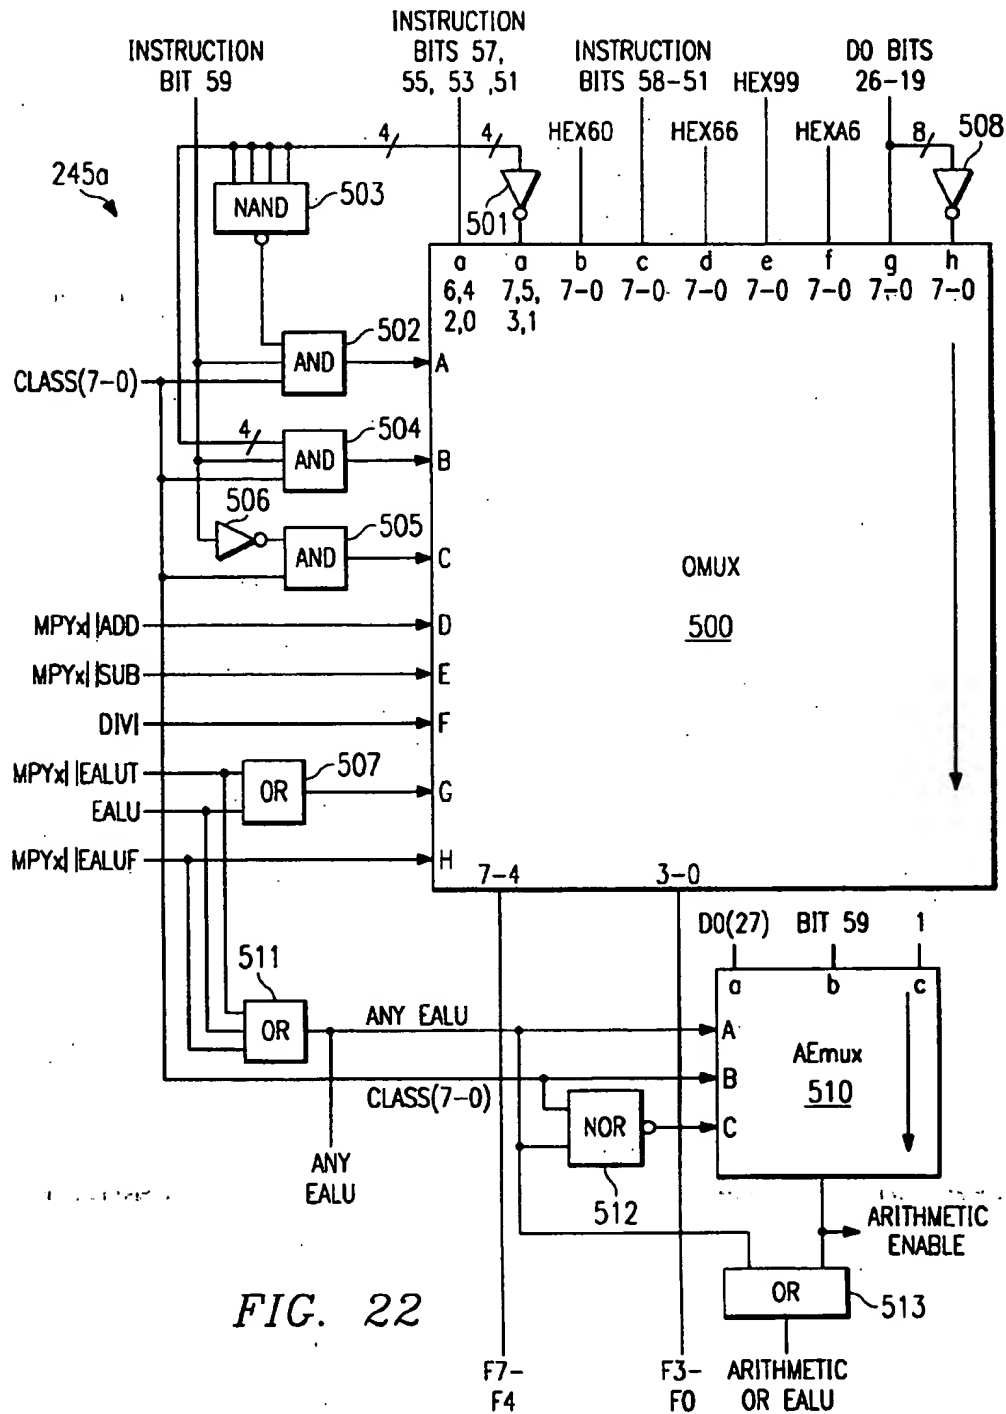 INSTRUCTION
BIT 59
INSTRUCTION
BITS 57,
55, 53 ,51
INSTRUCTION
BITS 58-51
HEX99
D0 BITS
26-19
4
4
HEX60
HEX66
HEXA6
8
508
245a
NAND
503
501
a
6,4
2,0
a
7,5,
3,1
b
7-0
c
7-0
d
7-0
e
7-0
f
7-0
g
7-0
h
7-0
502
AND
A
CLASS(7-0)
4
504
AND
B
506
505
AND
C
OMUX
500
MPYx||ADD
D
MPYx||SUB
E
DIVI
F
MPYx||EALUT
EALU
OR
507
G
MPYx||EALUF
H
7-4
3-0
D0(27)
BIT 59
1
a
b
c
511
OR
ANY EALU
A
AEmux
510
CLASS(7-0)
B
NOR
C
512
ANY
EALU
ARITHMETIC
ENABLE
OR
513
FIG. 22
F7-
F4
F3-
F0
ARITHMETIC
OR EALU